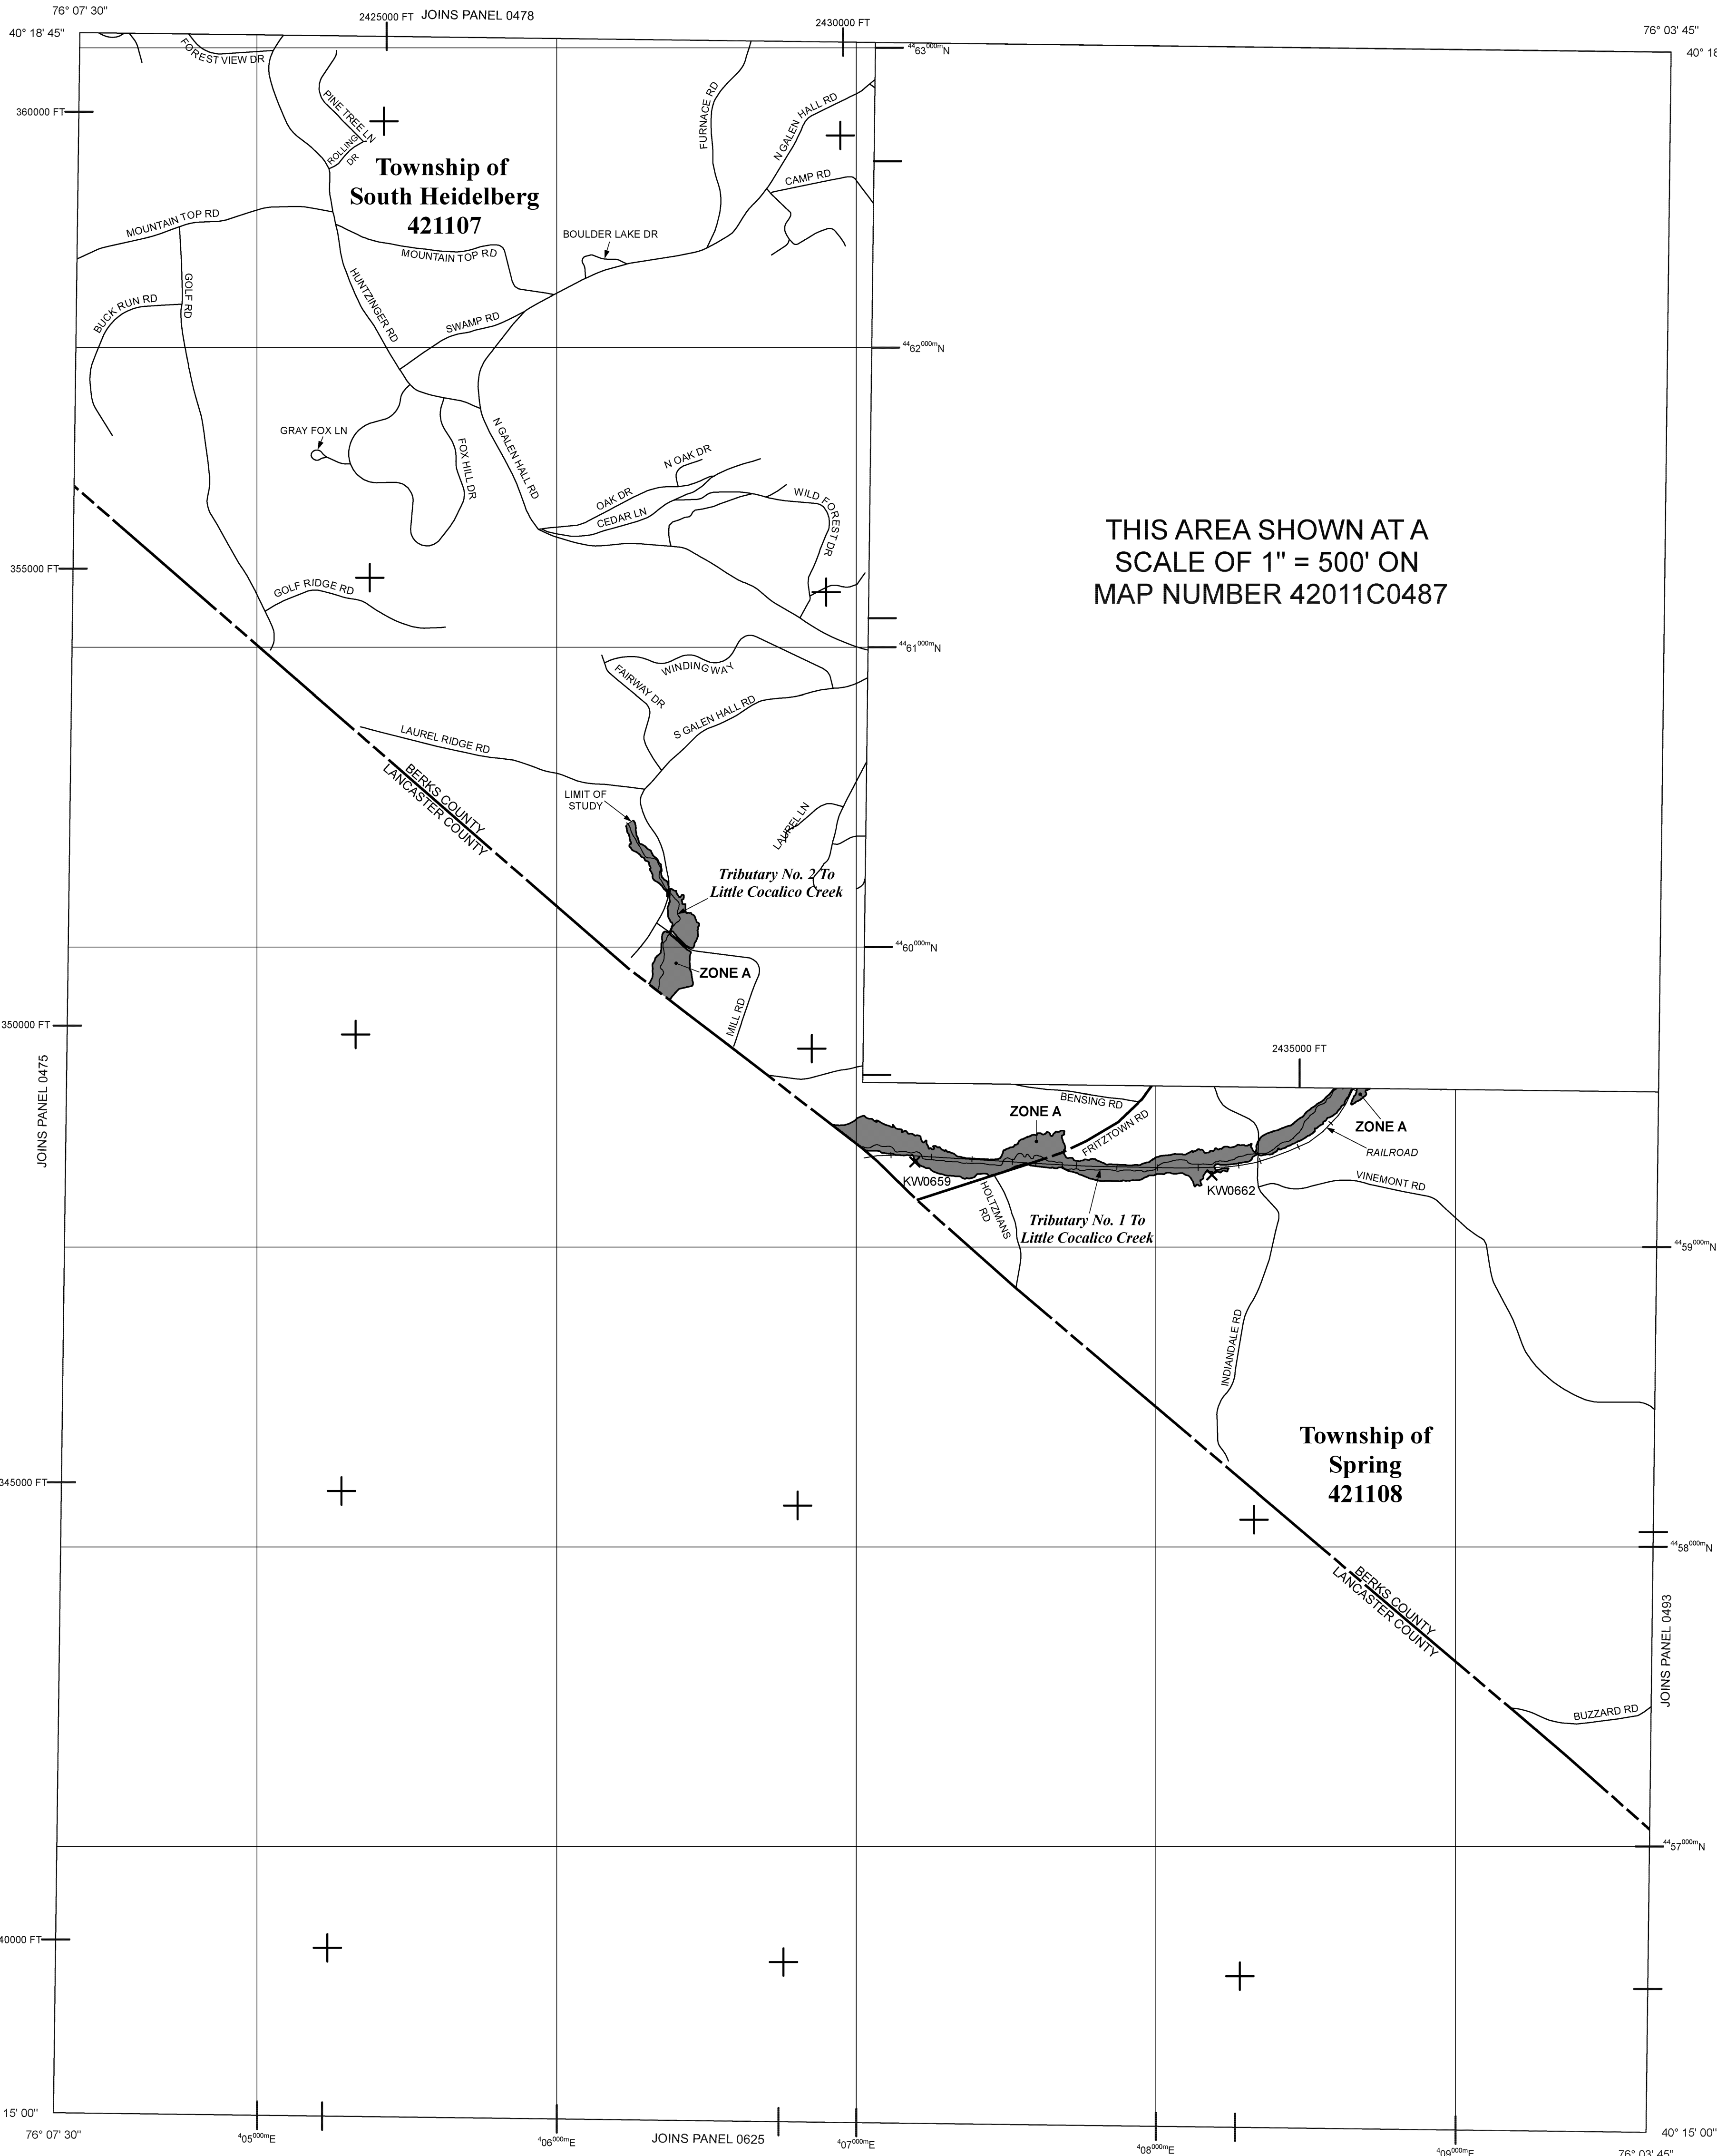 76° 07' 30"
2425000 FT
JOINS PANEL 0478
2430000 FT
76° 03' 45"
40° 18' 45"
40° 18
4463000mN
360000 FT
FOREST VIEW DR
PINE TREE LN
ROLLING
DR
FURNACE RD
N GALEN HALL RD
CAMP RD
Township of
South Heidelberg
421107
MOUNTAIN TOP RD
MOUNTAIN TOP RD
BOULDER LAKE DR
GOLF RD
HUNTZINGER RD
BUCK RUN RD
SWAMP RD
4462000mN
GRAY FOX LN
FOX HILL DR
N GALEN HALL RD
N OAK DR
OAK DR
CEDAR LN
WILD FOREST DR
THIS AREA SHOWN AT A
SCALE OF 1" = 500' ON
MAP NUMBER 42011C0487
355000 FT
GOLF RIDGE RD
4461000mN
WINDING WAY
FAIRWAY DR
S GALEN HALL RD
LAUREL RIDGE RD
BERKS COUNTY
LANCASTER COUNTY
LIMIT OF
STUDY
LAUREL LN
Tributary No. 2 To
Little Cocalico Creek
4460000mN
ZONE A
MILL RD
350000 FT
JOINS PANEL 0475
2435000 FT
BENSING RD
ZONE A
FRITZTOWN RD
ZONE A
RAILROAD
KW0659
KW0662
VINEMONT RD
HOLTZMANS
RD
Tributary No. 1 To
Little Cocalico Creek
4459000mN
INDIANDALE RD
Township of
Spring
421108
345000 FT
4458000mN
BERKS COUNTY
LANCASTER COUNTY
JOINS PANEL 0493
BUZZARD RD
4457000mN
40000 FT
15' 00"
76° 07' 30"
405000mE
406000mE
JOINS PANEL 0625
407000mE
408000mE
409000mE
40° 15' 00"
76° 03' 45"